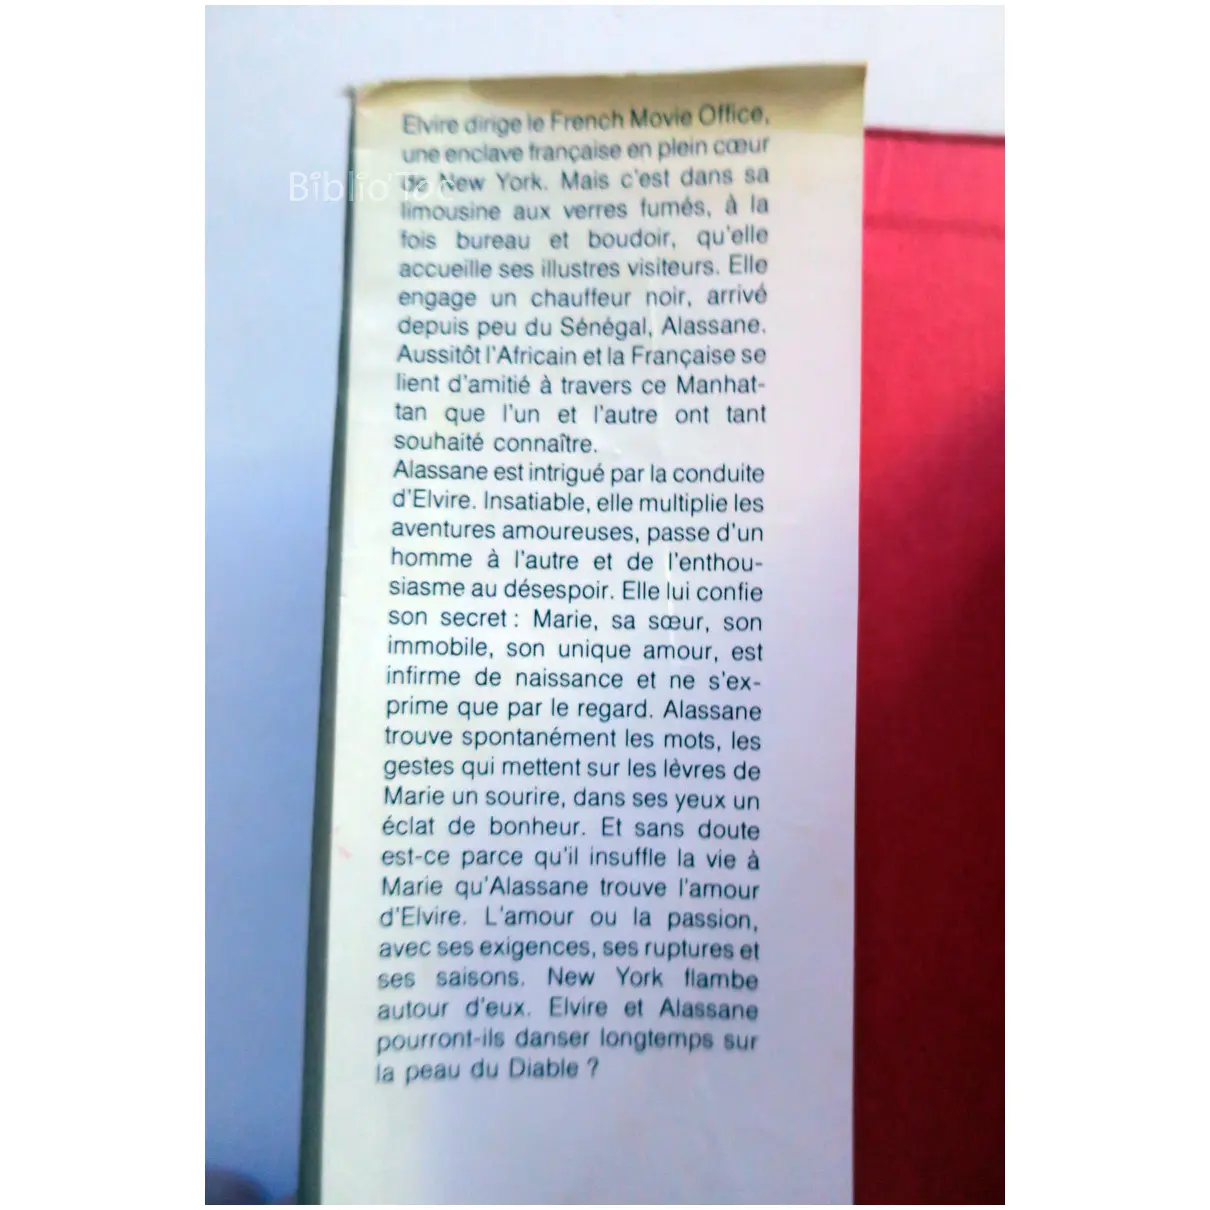 Elvire dirige le French Movie Office,
une enclave française en plein cœur
de New York. Mais c'est dans sa
Biblio'Tac
limousine aux verres fumés, à la
fois bureau et boudoir, qu'elle
accueille ses illustres visiteurs. Elle
engage un chauffeur noir, arrivé
depuis peu du Sénégal, Alassane.
Aussitôt l'Africain et la Française se
lient d'amitié à travers ce Manhat-
tan que l'un et l'autre ont tant
souhaité connaître.
Alassane est intrigué par la conduite
d'Elvire. Insatiable, elle multiplie les
aventures amoureuses, passe d'un
homme à l'autre et de l'enthou-
siasme au désespoir. Elle lui confie
son secret : Marie, sa sœur, son
immobile, son unique amour, est
infirme de naissance et ne s'ex-
prime que par le regard. Alassane
trouve spontanément les mots, les
gestes qui mettent sur les lèvres de
Marie un sourire, dans ses yeux un
éclat de bonheur. Et sans doute
est-ce parce qu'il insuffle la vie à
Marie qu'Alassane trouve l'amour
d'Elvire. L'amour ou la passion,
avec ses exigences, ses ruptures et
ses saisons. New York flambe
autour d'eux. Elvire et Alassane
pourront-ils danser longtemps sur
la peau du Diable ?